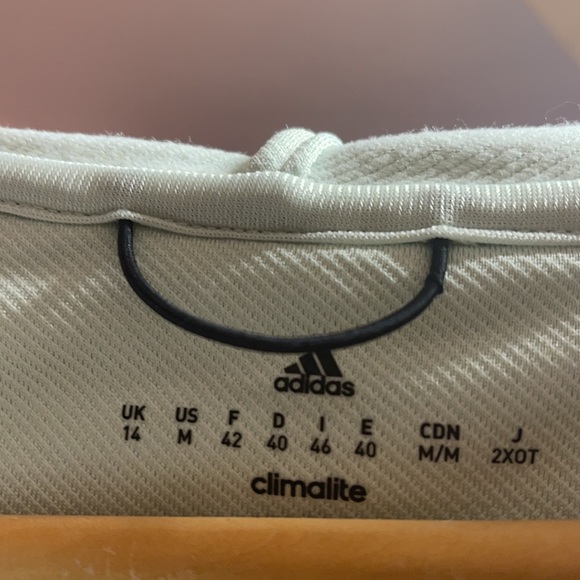 adidas
UK US F D I E CDN J
14 M 42 40 46 40 M/M 2XOT
climalite